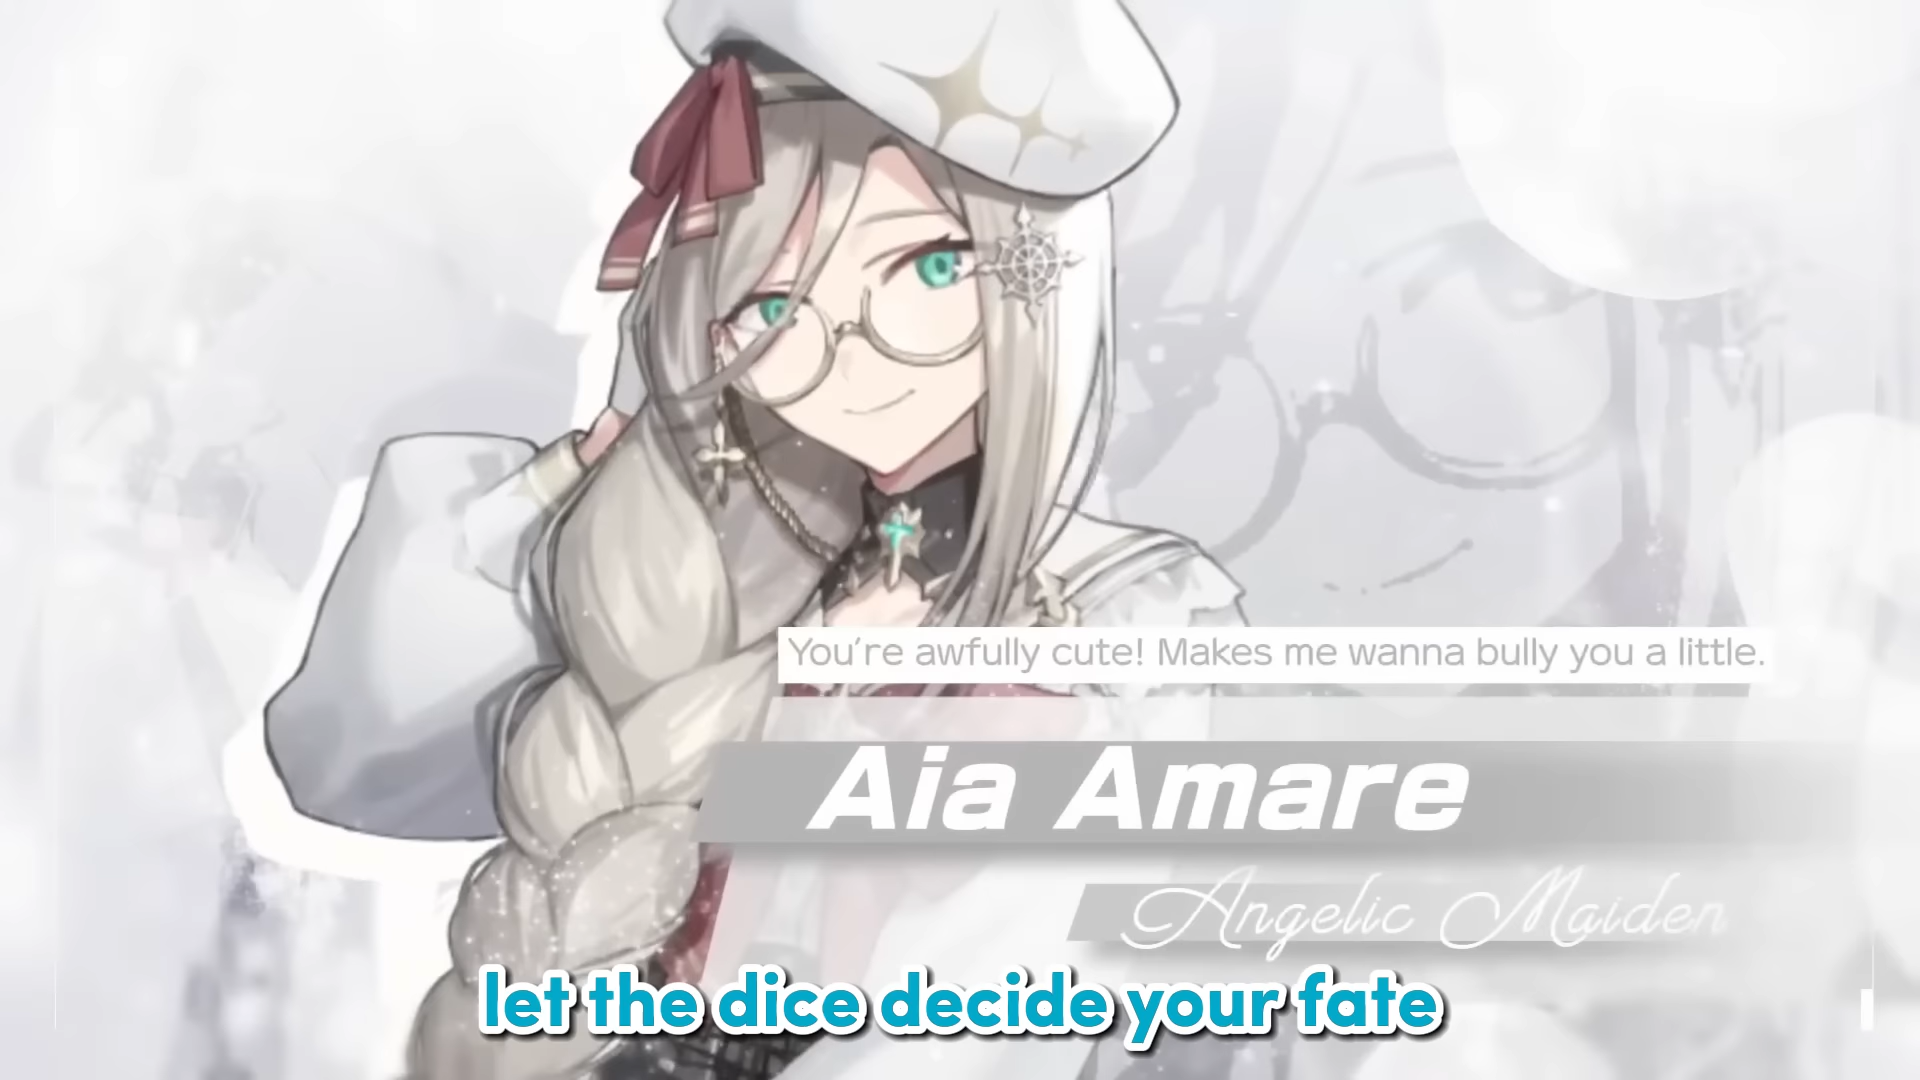 You're awfully cute! Makes me wanna bully you a little.
Aia Amare
Angelic Maiden
let the dice decide your fate